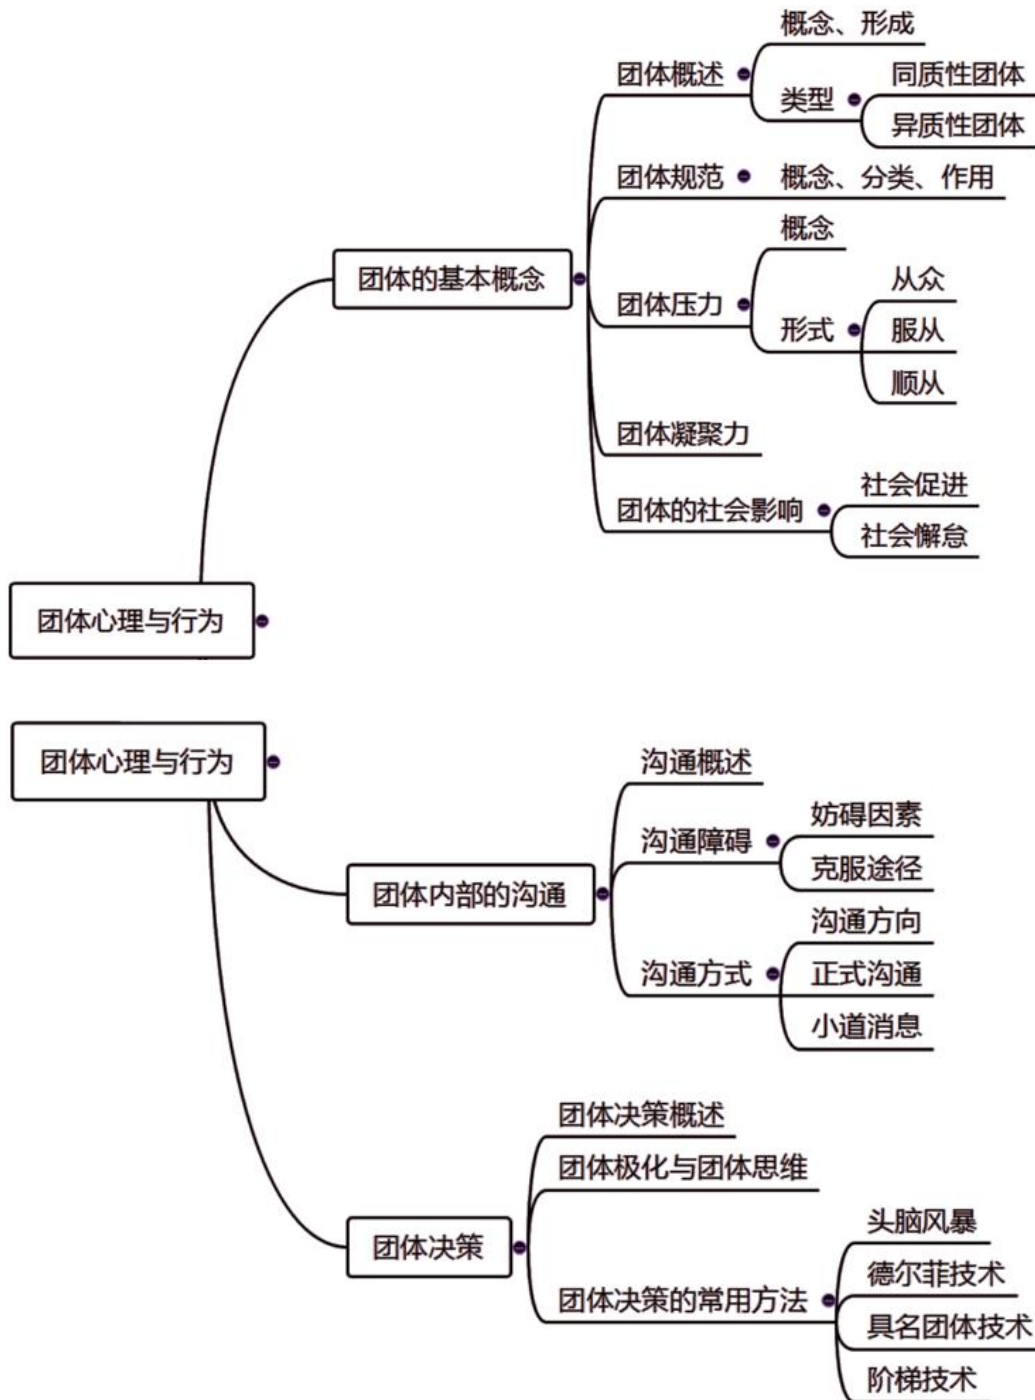 概念、形成
团体概述
同质性团体
类型
异质性团体
团体规范
概念、分类、作用
概念
团体的基本概念
团体压力
从众
形式
服从
顺从
团体凝聚力
团体的社会影响
社会促进
社会懈怠
团体心理与行为
团体心理与行为
沟通概述
沟通障碍
妨碍因素
克服途径
团体内部的沟通
沟通方式
沟通方向
正式沟通
小道消息
团体决策概述
团体极化与团体思维
团体决策
团体决策的常用方法
头脑风暴
德尔菲技术
具名团体技术
阶梯技术